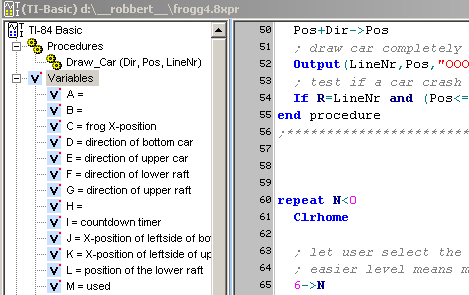 (TI-Basic) d:\__robbert__\frogg4.8xpr
TI-84 Basic
Procedures
Draw_Car (Dir, Pos, LineNr)
Variables
A =
B =
C = frog X-position
D = direction of bottom car
E = direction of upper car
F = direction of lower raft
G = direction of upper raft
H =
I = countdown timer
J = X-position of leftside of bo
K = X-position of leftside of up
L = position of the lower raft
M = used
50 Pos+Dir->Pos
51 ; draw car completely
52 Output(LineNr,Pos,"OOO
53 ; test if a car crash
54 If R=LineNr and (Pos<=
55 end procedure
56 ;*************************
57
58
59
60 repeat N<0
61 Clrhome
62
63 ; let user select the
64 ; easier level means m
65 6->N